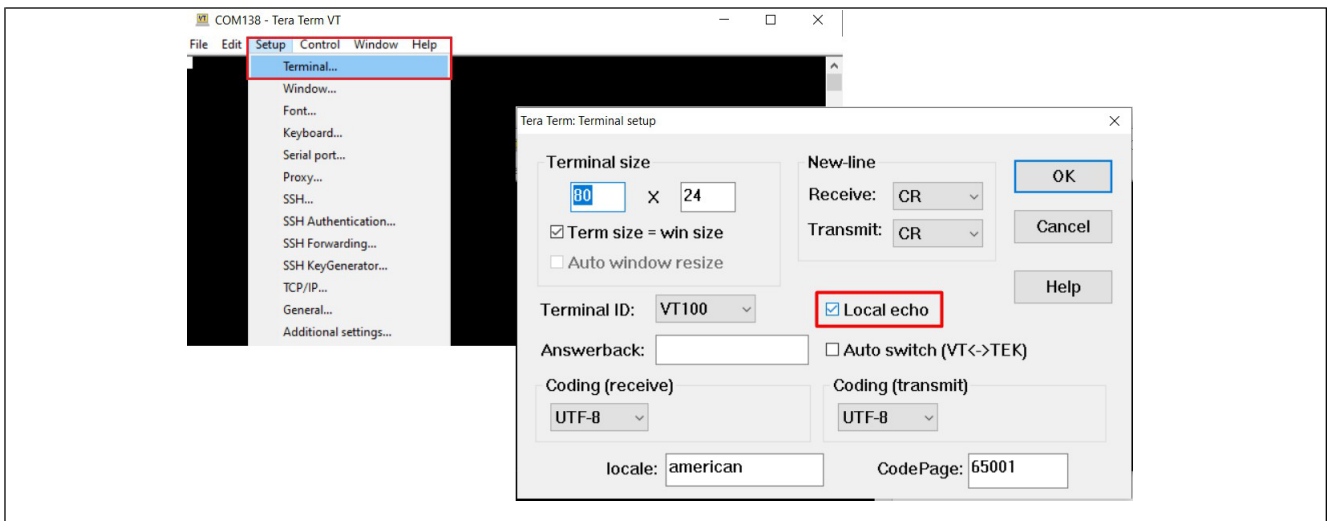 COM138 - Tera Term VT
File Edit Setup Control Window Help
Terminal...
Window...
Font...
Keyboard...
Serial port...
Proxy...
SSH...
SSH Authentication...
SSH Forwarding...
SSH KeyGenerator...
TCP/IP...
General...
Additional settings...
Tera Term: Terminal setup
Terminal size
80 X 24
Term size = win size
Auto window resize
New-line
Receive: CR
Transmit: CR
OK
Cancel
Help
Terminal ID: VT100
Local echo
Answerback:
Auto switch (VT<->TEK)
Coding (receive)
UTF-8
Coding (transmit)
UTF-8
locale: american
CodePage: 65001